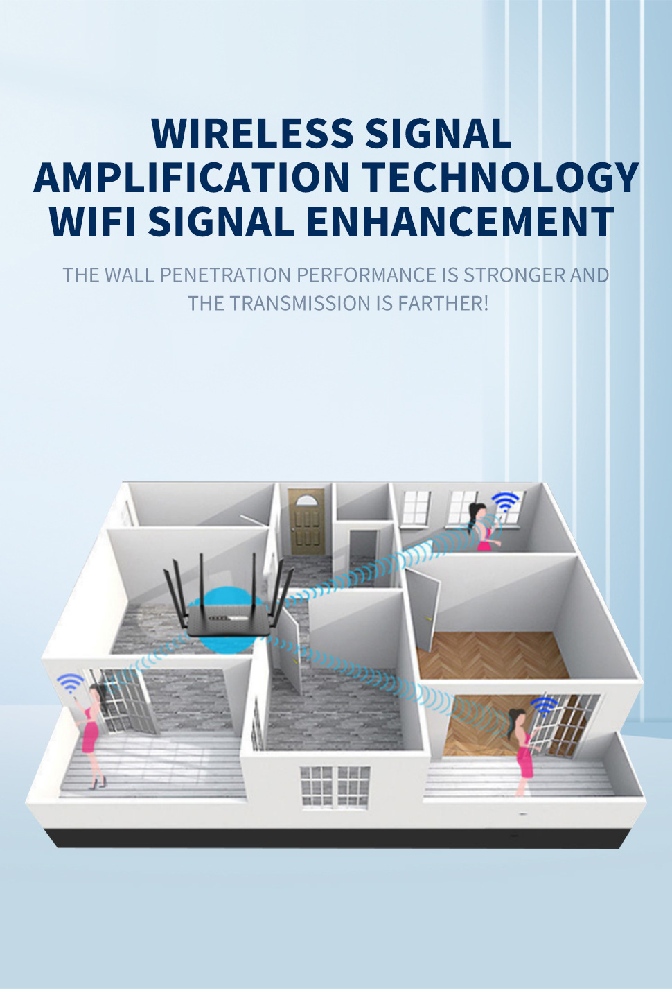 WIRELESS SIGNAL
AMPLIFICATION TECHNOLOGY
WIFI SIGNAL ENHANCEMENT
THE WALL PENETRATION PERFORMANCE IS STRONGER AND
THE TRANSMISSION IS FARTHER!